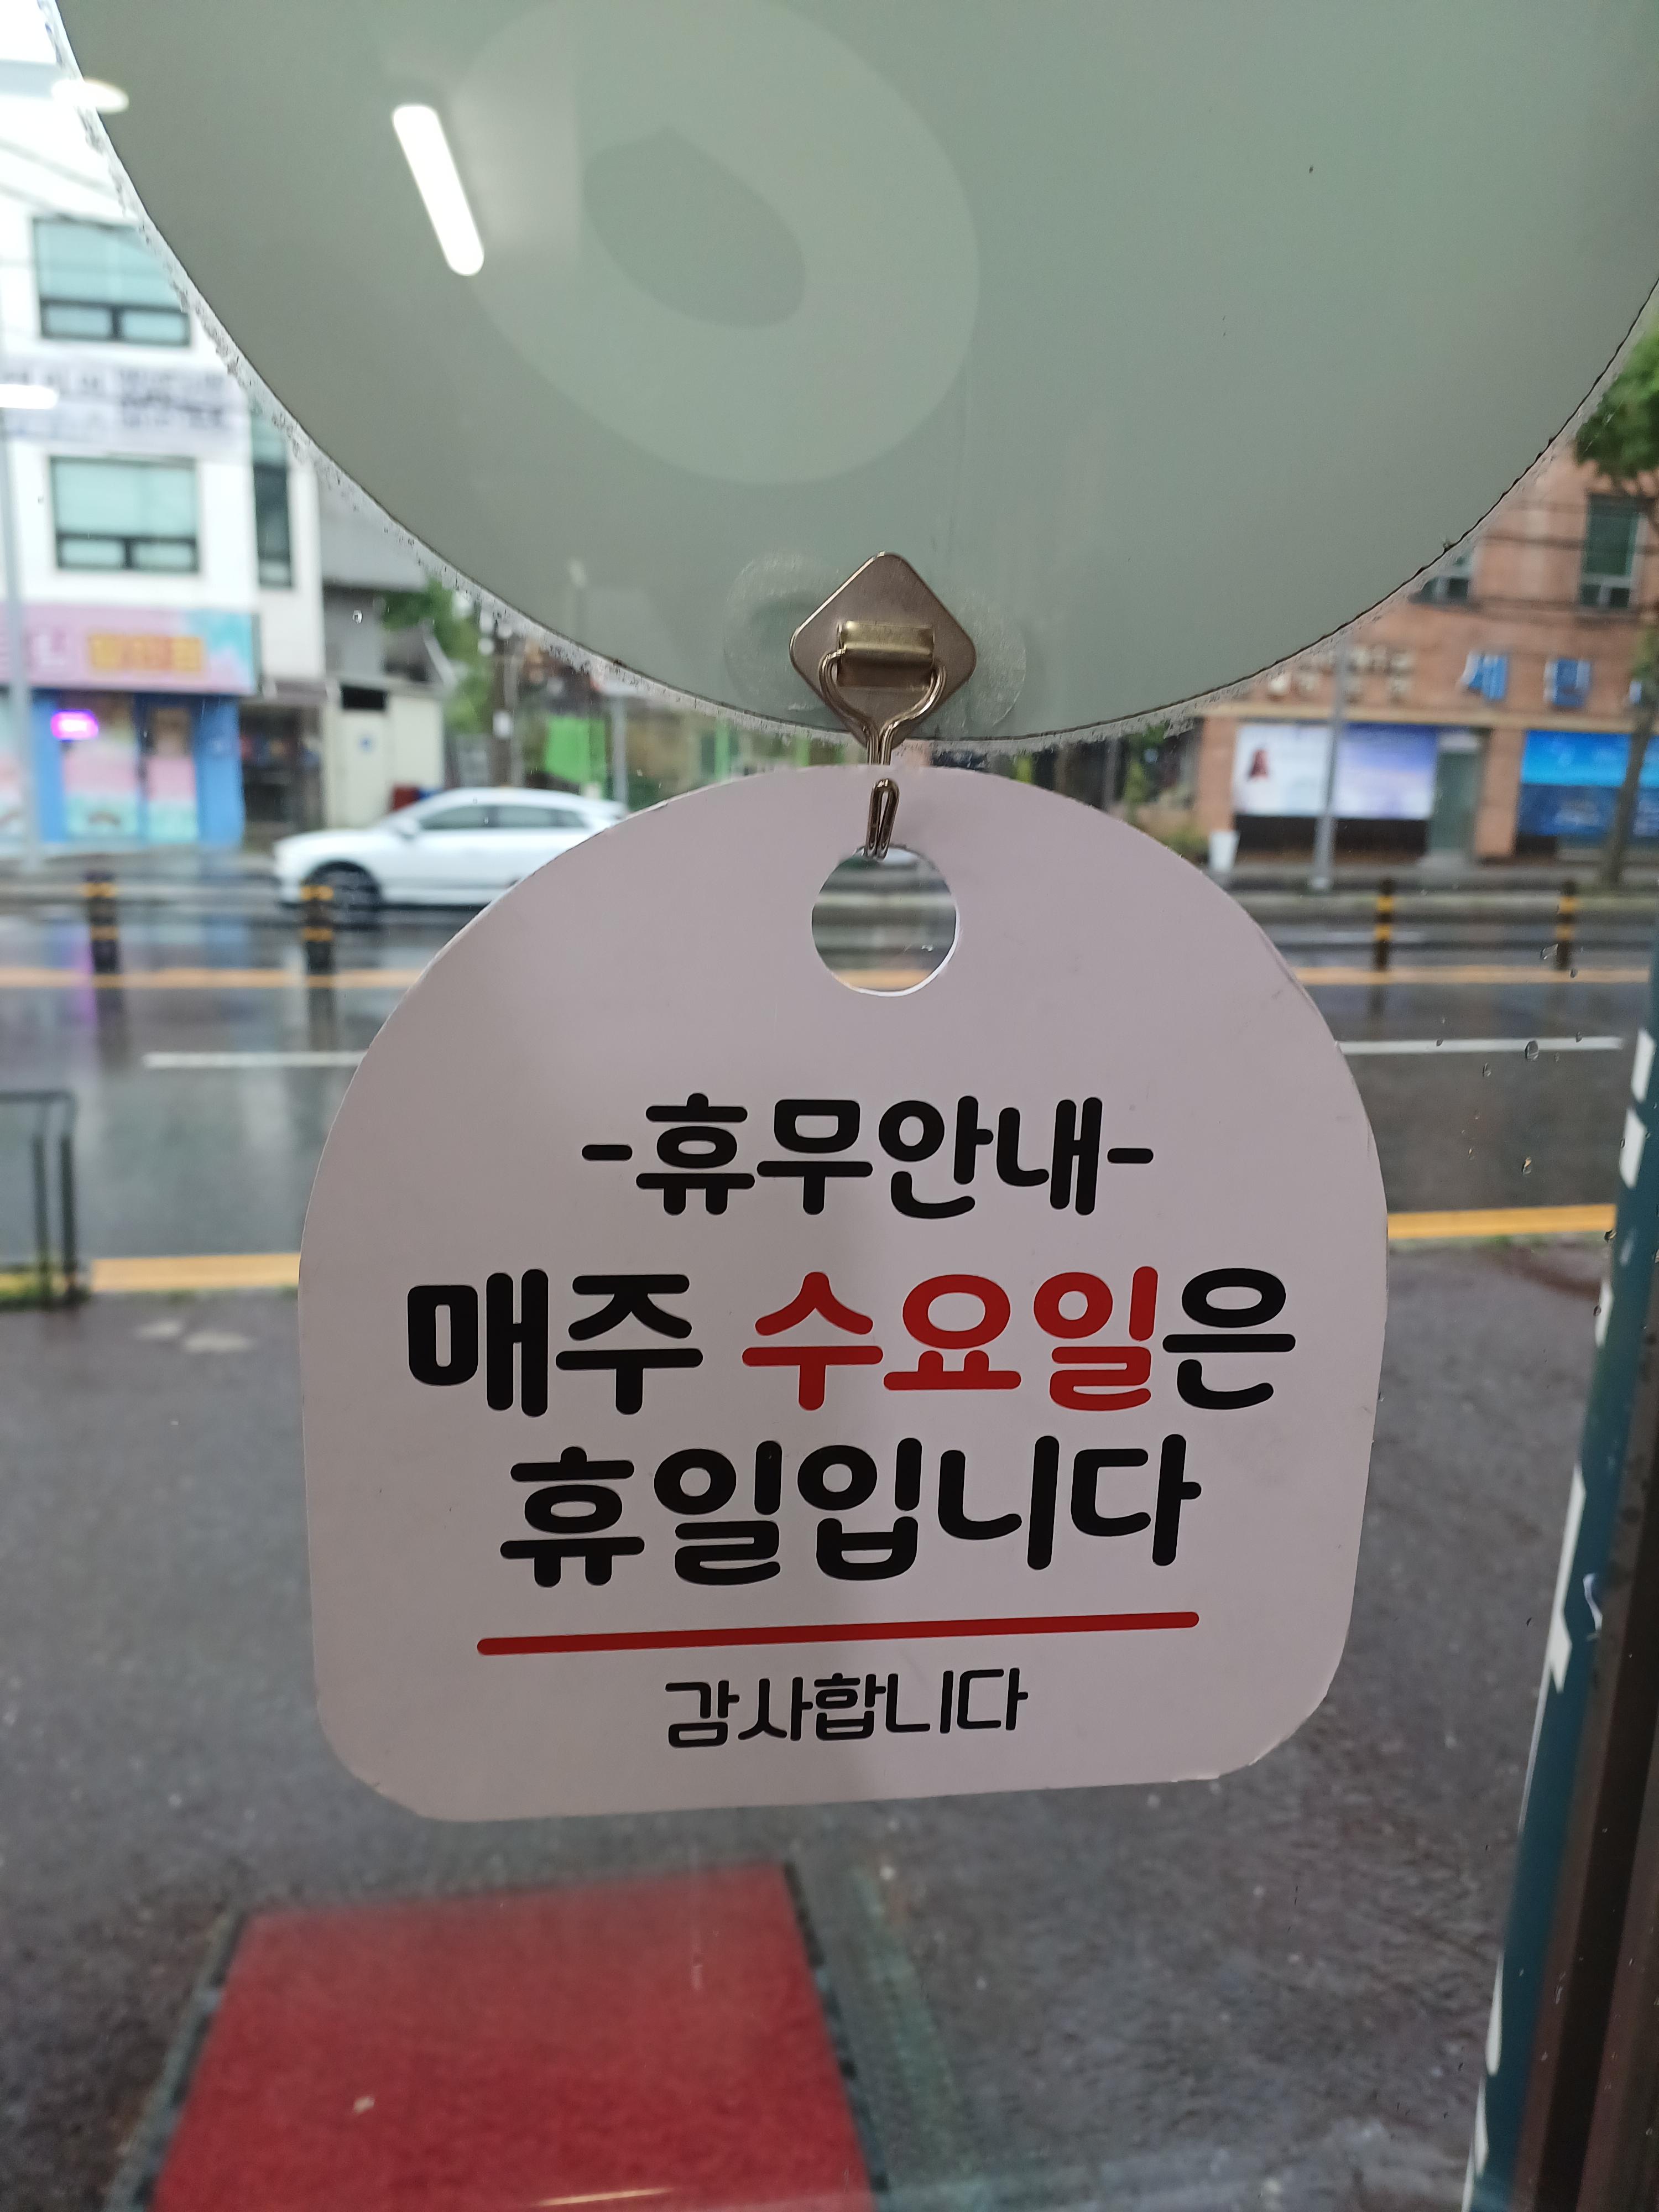 -휴무안내-
매주 수요일은
휴일입니다
감사합니다